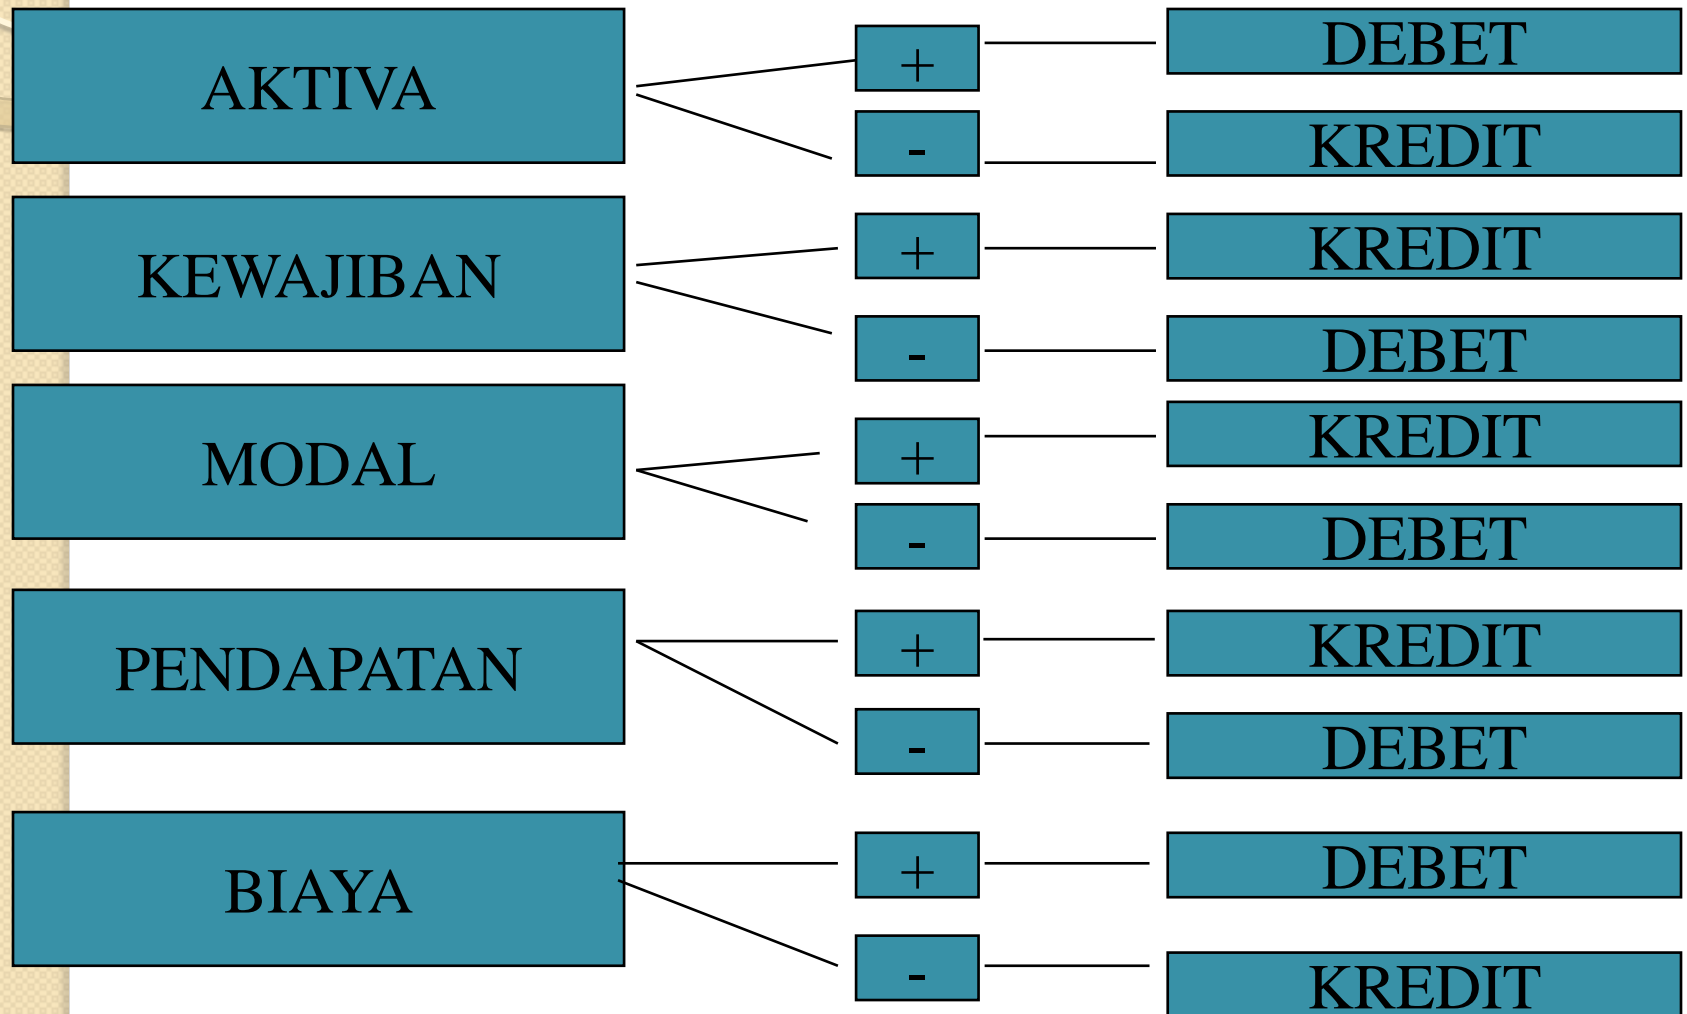 AKTIVA
+
DEBET
-
KREDIT
KEWAJIBAN
+
KREDIT
-
DEBET
MODAL
+
KREDIT
-
DEBET
PENDAPATAN
+
KREDIT
-
DEBET
BIAYA
+
DEBET
-
KREDIT